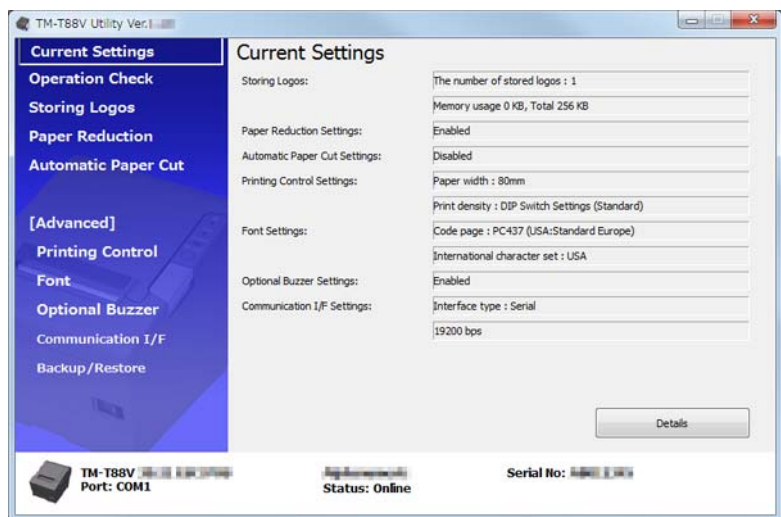 TM-T88V Utility Ver.
Current Settings
Operation Check
Storing Logos
Paper Reduction
Automatic Paper Cut
[Advanced]
Printing Control
Font
Optional Buzzer
Communication I/F
Backup/Restore
Current Settings
Storing Logos: The number of stored logos : 1
Memory usage 0 KB, Total 256 KB
Paper Reduction Settings: Enabled
Automatic Paper Cut Settings: Disabled
Printing Control Settings: Paper width : 80mm
Print density : DIP Switch Settings (Standard)
Font Settings: Code page : PC437 (USA:Standard Europe)
International character set : USA
Optional Buzzer Settings: Enabled
Communication I/F Settings: Interface type : Serial
19200 bps
Details
TM-T88V Serial No:
Port: COM1 Status: Online